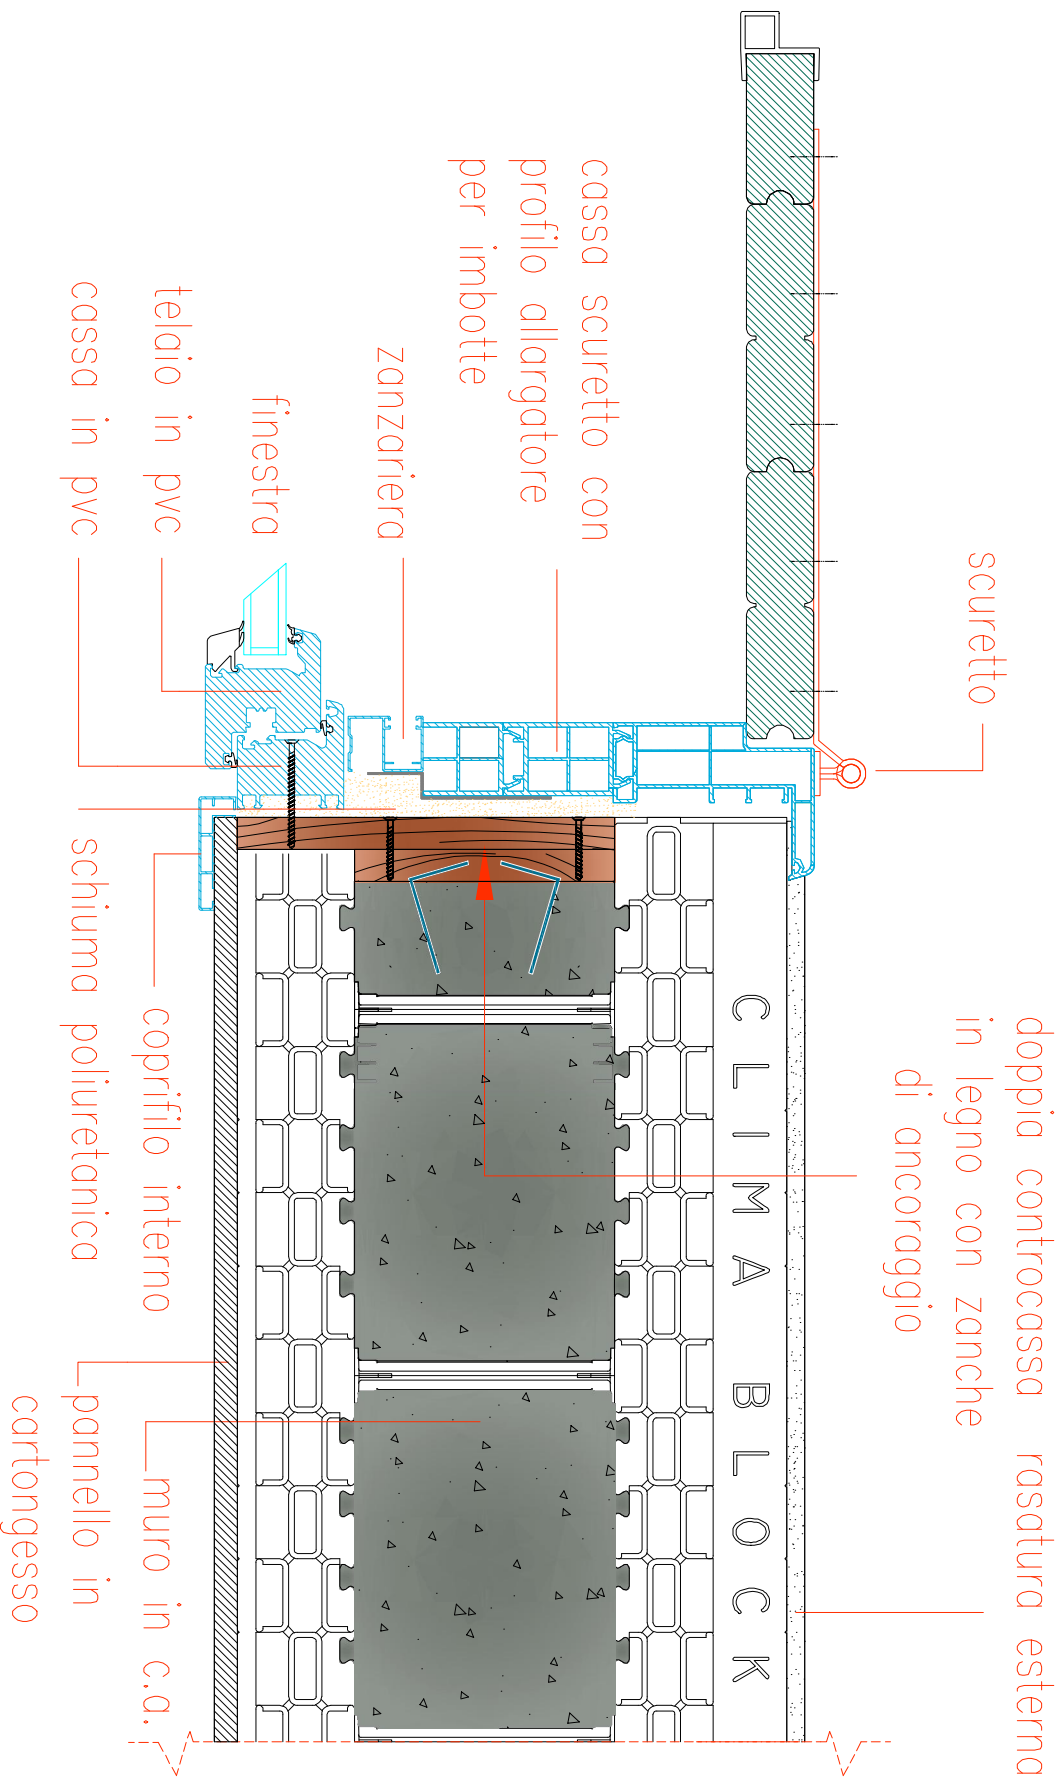 doppia controcassa
in legno con zanche
di ancoraggio
rasatura esterna
scuretto
CLIMA BLOCK
cassa scuretto con
profilo allargatore
per imbotte
zanzariera
finestra
telaio in pvc
cassa in pvc
schiuma poliuretanica
coprifilo interno
muro in c.a.
pannello in
cartongesso